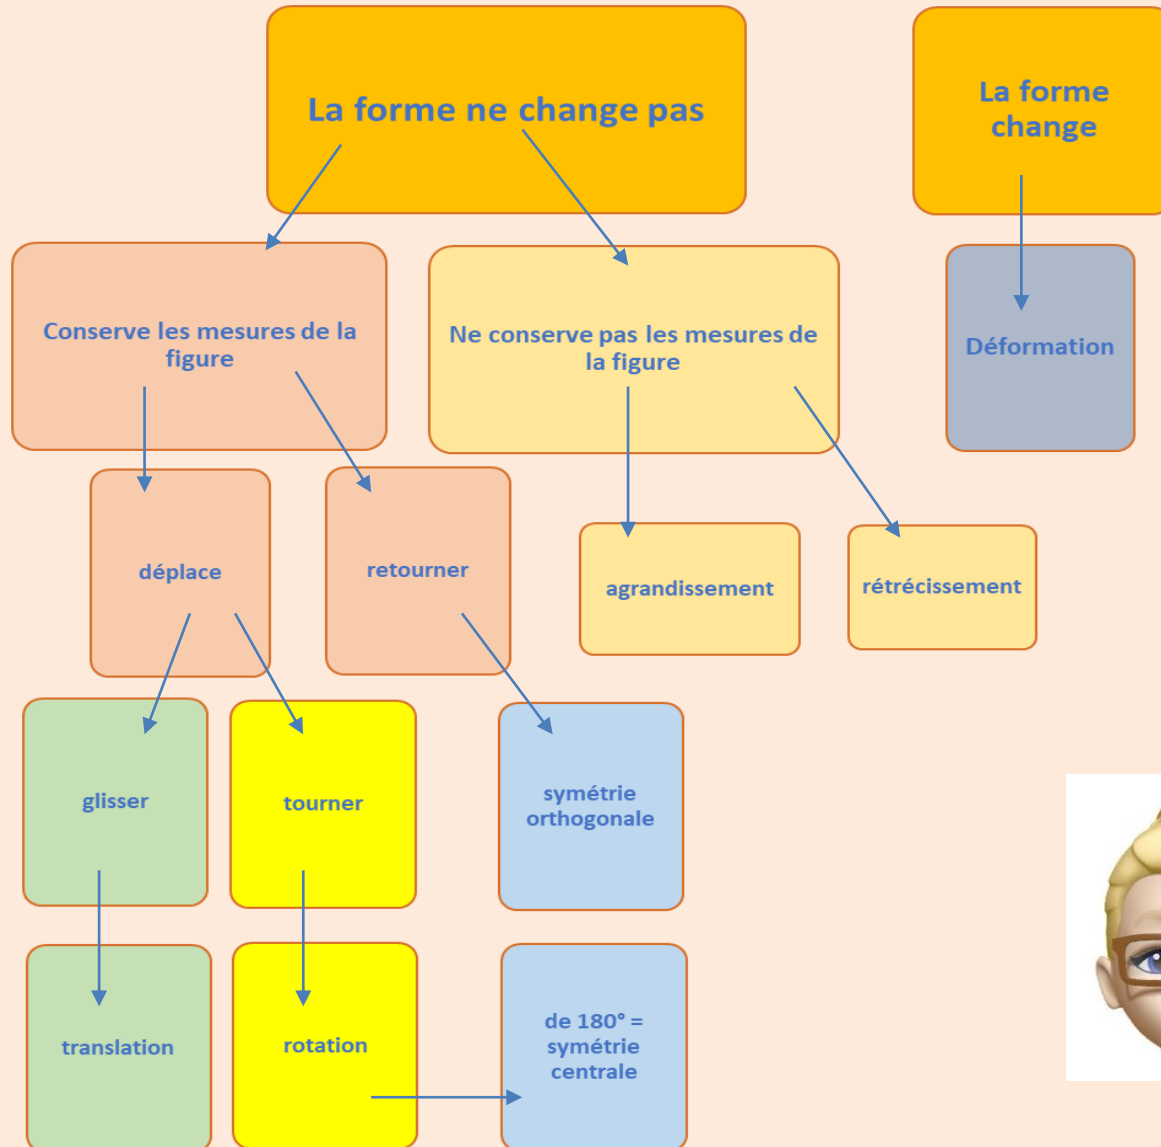 La forme ne change pas
La forme
change
Conserve les mesures de la
figure
Ne conserve pas les mesures de
la figure
Déformation
déplace
retourner
agrandissement
rétrécissement
glisser
tourner
symétrie
orthogonale
translation
rotation
de 180° =
symétrie
centrale